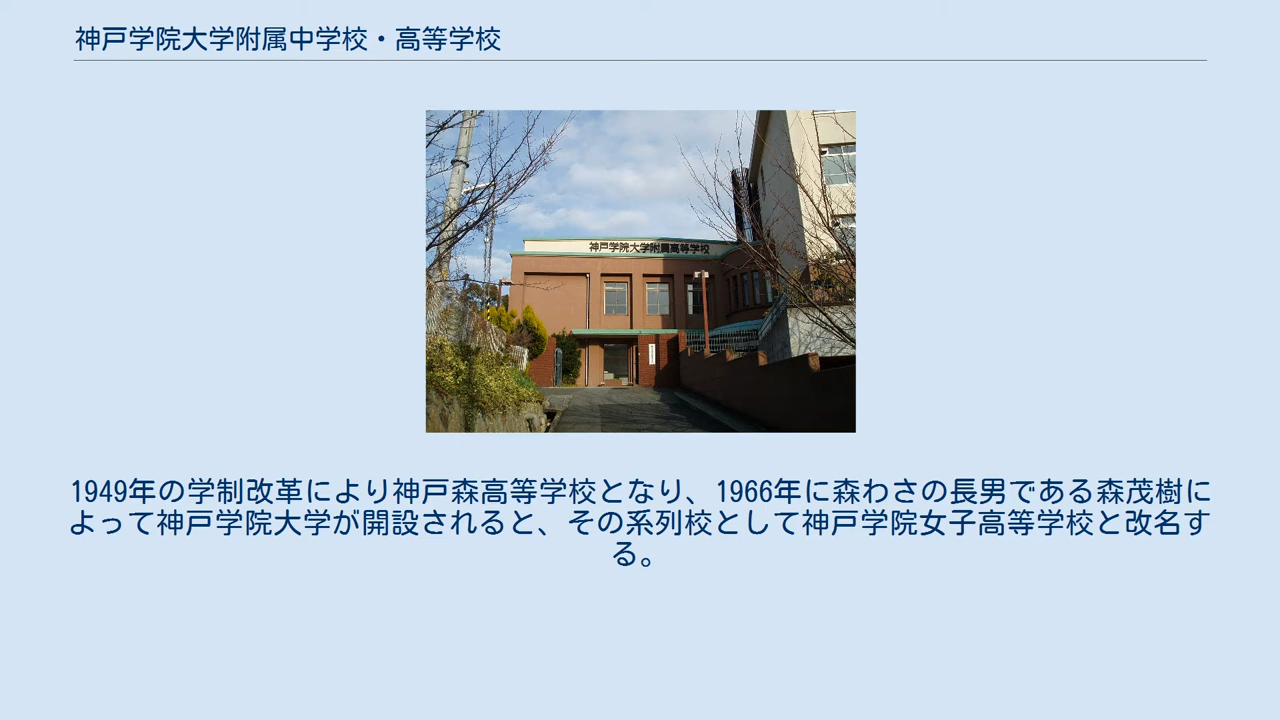 神戸学院大学附属中学校・高等学校
神戸学院大学附属高等学校
1949年の学制改革により神戸森高等学校となり、1966年に森わさの長男である森茂樹に
よって神戸学院大学が開設されると、その系列校として神戸学院女子高等学校と改名す
る。